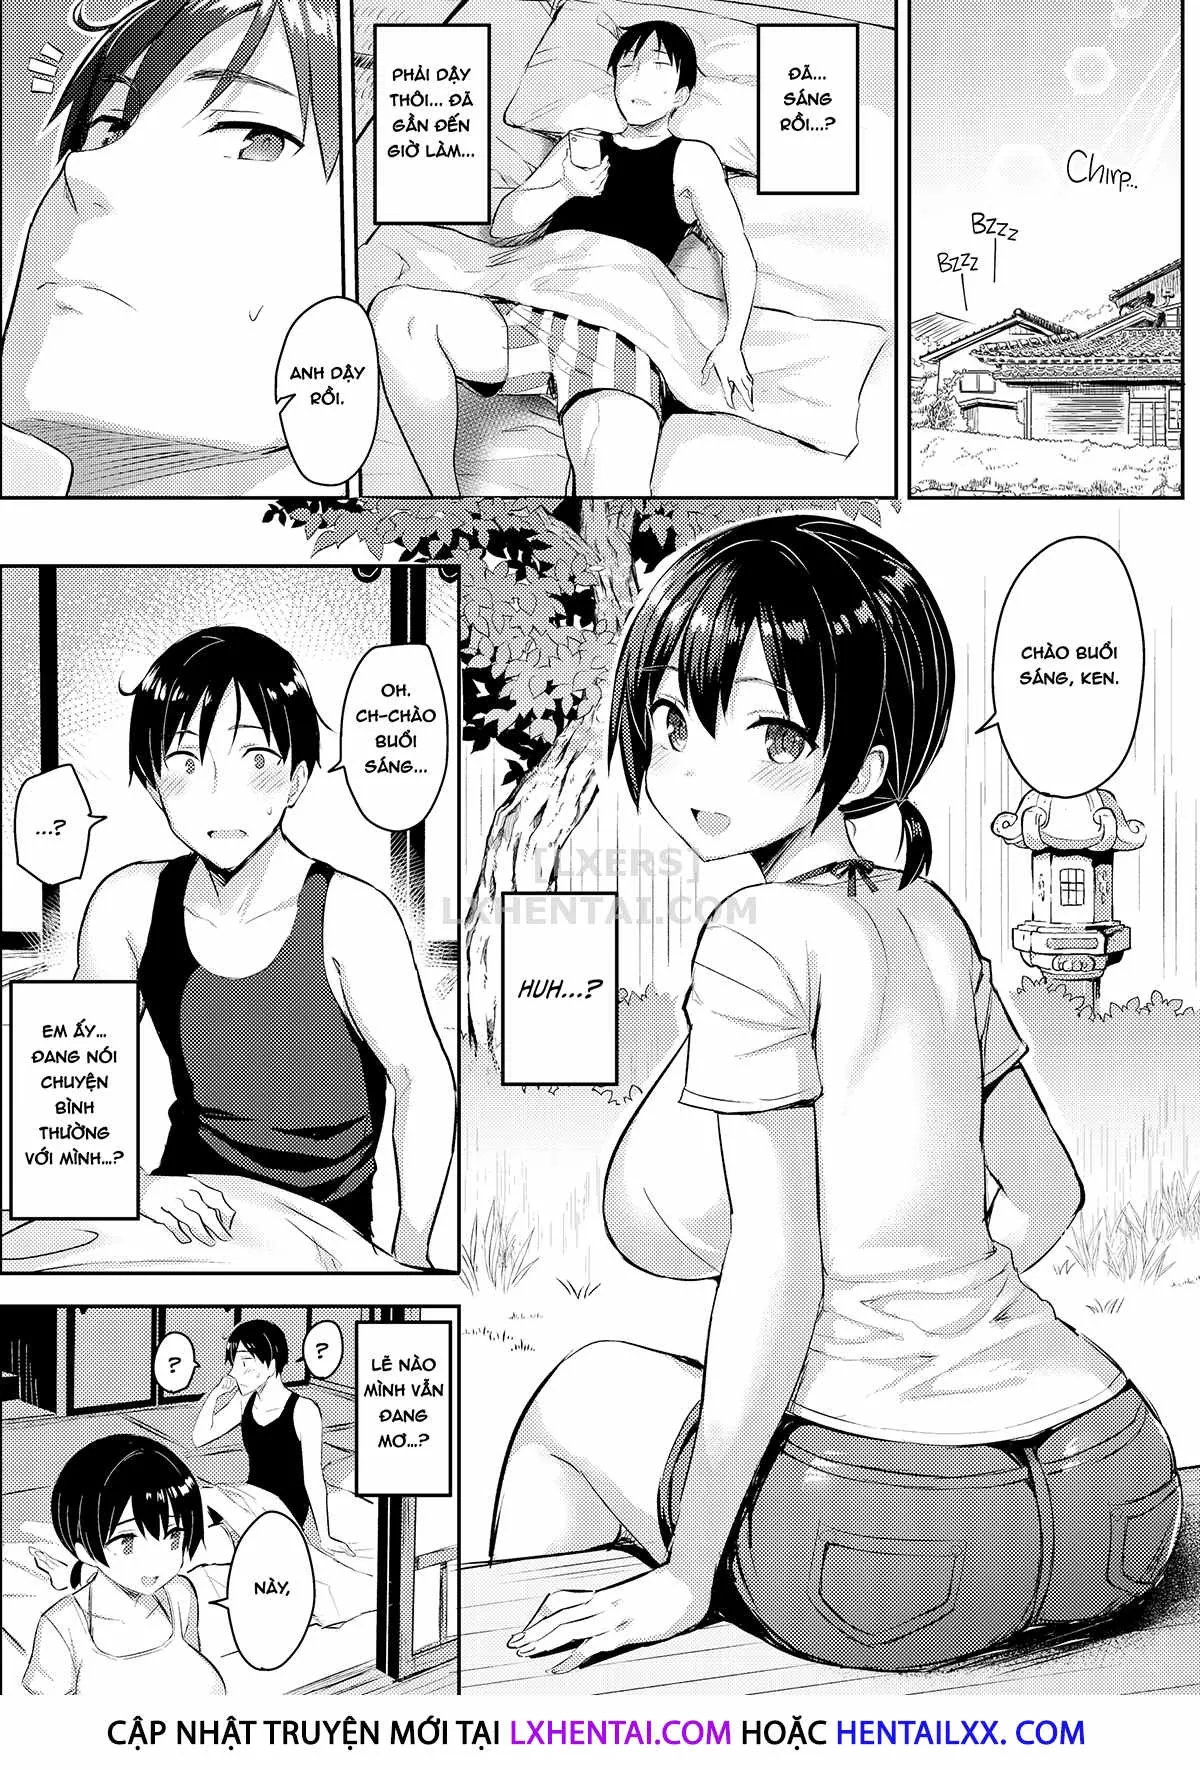 Chirp...
Bzzz
Bzzz
ĐÃ...
SÁNG
RỒI...?
PHẢI DẬY
THÔI... ĐÃ
GẦN ĐẾN
GIỜ LÀM...
ANH DẬY
RỒI.
CHÀO BUỔI
SÁNG, KEN.
HUH...?
OH.
CH-CHÀO
BUỔI
SÁNG...
...?
EM ẤY...
ĐANG NÓI
CHUYỆN
BÌNH
THƯỜNG
VỚI MÌNH...?
LẼ NÀO
MÌNH VẪN
ĐANG
MƠ...?
?
?
NÀY,
[LXERS]
LXHENTAI.COM
CẬP NHẬT TRUYỆN MỚI TẠI LXHENTAI.COM HOẶC HENTAILXX. COM